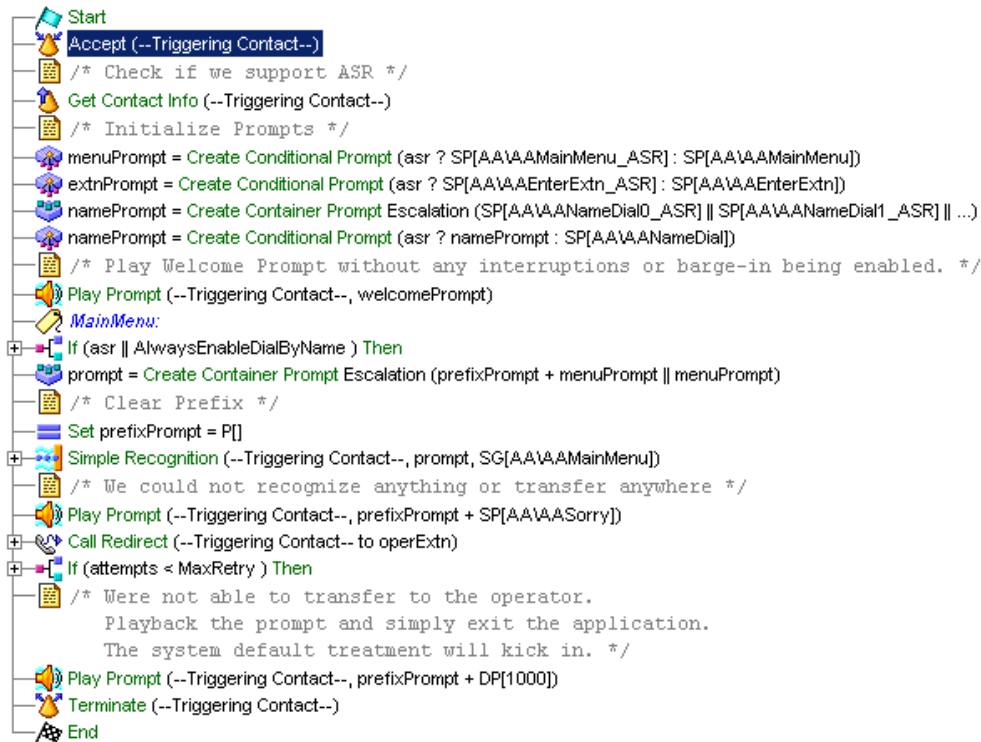 Start
Accept (--Triggering Contact--)
/* Check if we support ASR */
Get Contact Info (--Triggering Contact--)
/* Initialize Prompts */
menuPrompt = Create Conditional Prompt (asr ? SP[AA\AAMainMenu_ASR] : SP[AA\AAMainMenu])
extnPrompt = Create Conditional Prompt (asr ? SP[AA\AAEnterExtn_ASR] : SP[AA\AAEnterExtn])
namePrompt = Create Container Prompt Escalation (SP[AA\AANameDial0_ASR] || SP[AA\AANameDial1_ASR] || ...)
namePrompt = Create Conditional Prompt (asr ? namePrompt : SP[AA\AANameDial])
/* Play Welcome Prompt without any interruptions or barge-in being enabled. */
Play Prompt (--Triggering Contact--, welcomePrompt)
MainMenu:
If (asr || AlwaysEnableDialByName ) Then
prompt = Create Container Prompt Escalation (prefixPrompt + menuPrompt || menuPrompt)
/* Clear Prefix */
Set prefixPrompt = P[]
Simple Recognition (--Triggering Contact--, prompt, SG[AA\AAMainMenu])
/* We could not recognize anything or transfer anywhere */
Play Prompt (--Triggering Contact--, prefixPrompt + SP[AA\AASorry])
Call Redirect (--Triggering Contact-- to operExtn)
If (attempts < MaxRetry ) Then
/* Were not able to transfer to the operator.
Playback the prompt and simply exit the application.
The system default treatment will kick in. */
Play Prompt (--Triggering Contact--, prefixPrompt + DP[1000])
Terminate (--Triggering Contact--)
End